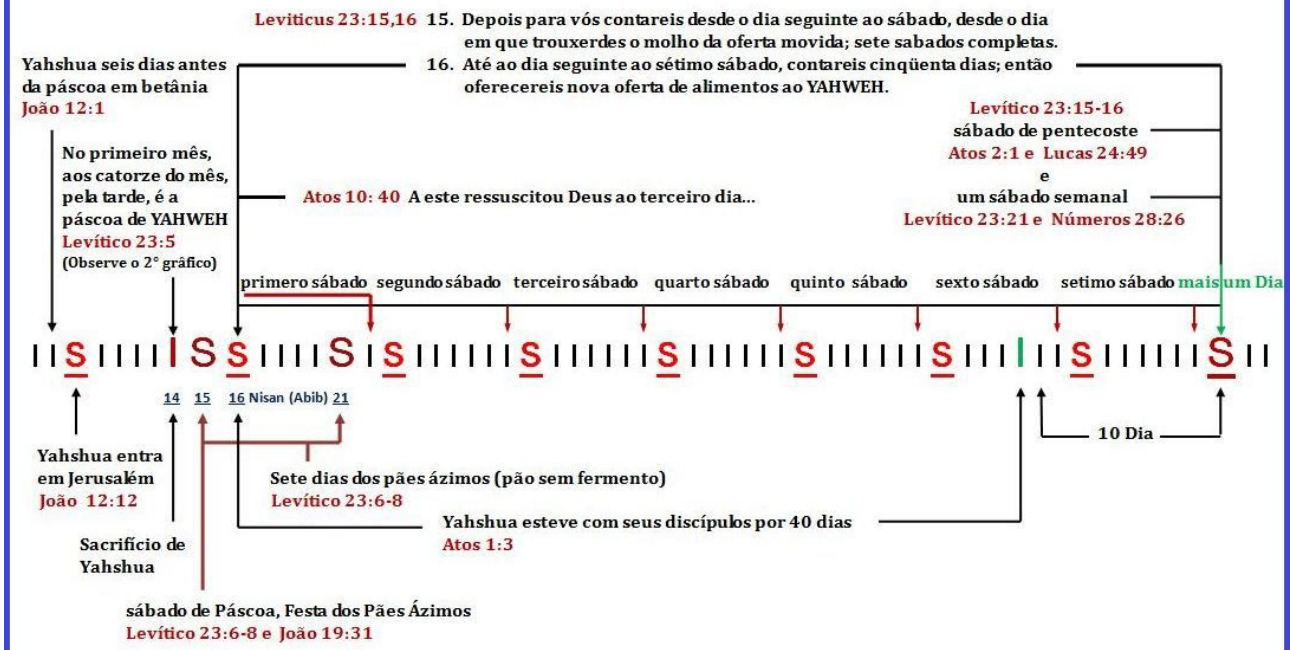 Leviticus 23:15,16 15. Depois para vós contareis desde o dia seguinte ao sábado, desde o dia
em que trouxerdes o molho da oferta movida; sete sabados completas.
16. Até ao dia seguinte ao sétimo sábado, contareis cinqüenta dias; então
oferecereis nova oferta de alimentos ao YAHWEH.
Yahshua seis dias antes
da páscoa em betânia
João 12:1
No primeiro mês,
aos catorze do mês,
pela tarde, é a
páscoa de YAHWEH
Levítico 23:5
(Observe o 2° gráfico)
Atos 10: 40 A este ressuscitou Deus ao terceiro dia...
Levítico 23:15-16
sábado de pentecoste
Atos 2:1 e Lucas 24:49
e
um sábado semanal
Levítico 23:21 e Números 28:26
primero sábado segundo sábado terceiro sábado quarto sábado quinto sábado sexto sábado setimo sábado mais um Dia
I I S I I I I I S S I I I I S I S I I I I I I S I I I I I I S I I I I I I S I I I I I I S I I I I I I S I I I I I I S I I
14 15 16 Nisan (Abib) 21
10 Dia
Yahshua entra
em Jerusalém
João 12:12
Sete dias dos pães ázimos (pão sem fermento)
Levítico 23:6-8
Yahshua esteve com seus discípulos por 40 dias
Atos 1:3
Sacrifício de
Yahshua
sábado de Páscoa, Festa dos Pães Ázimos
Levítico 23:6-8 e João 19:31